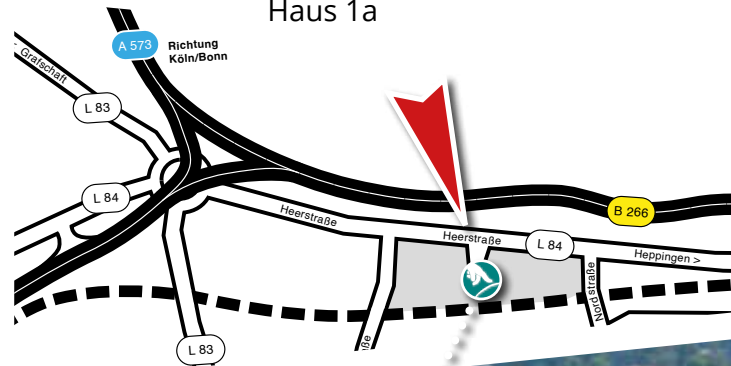 Haus 1a
A 573
Richtung
Köln/Bonn
Grafschaft
L 83
L 84
Heerstraße
Heerstraße
L 84
B 266
Heppingen >
Nordstraße
L 83